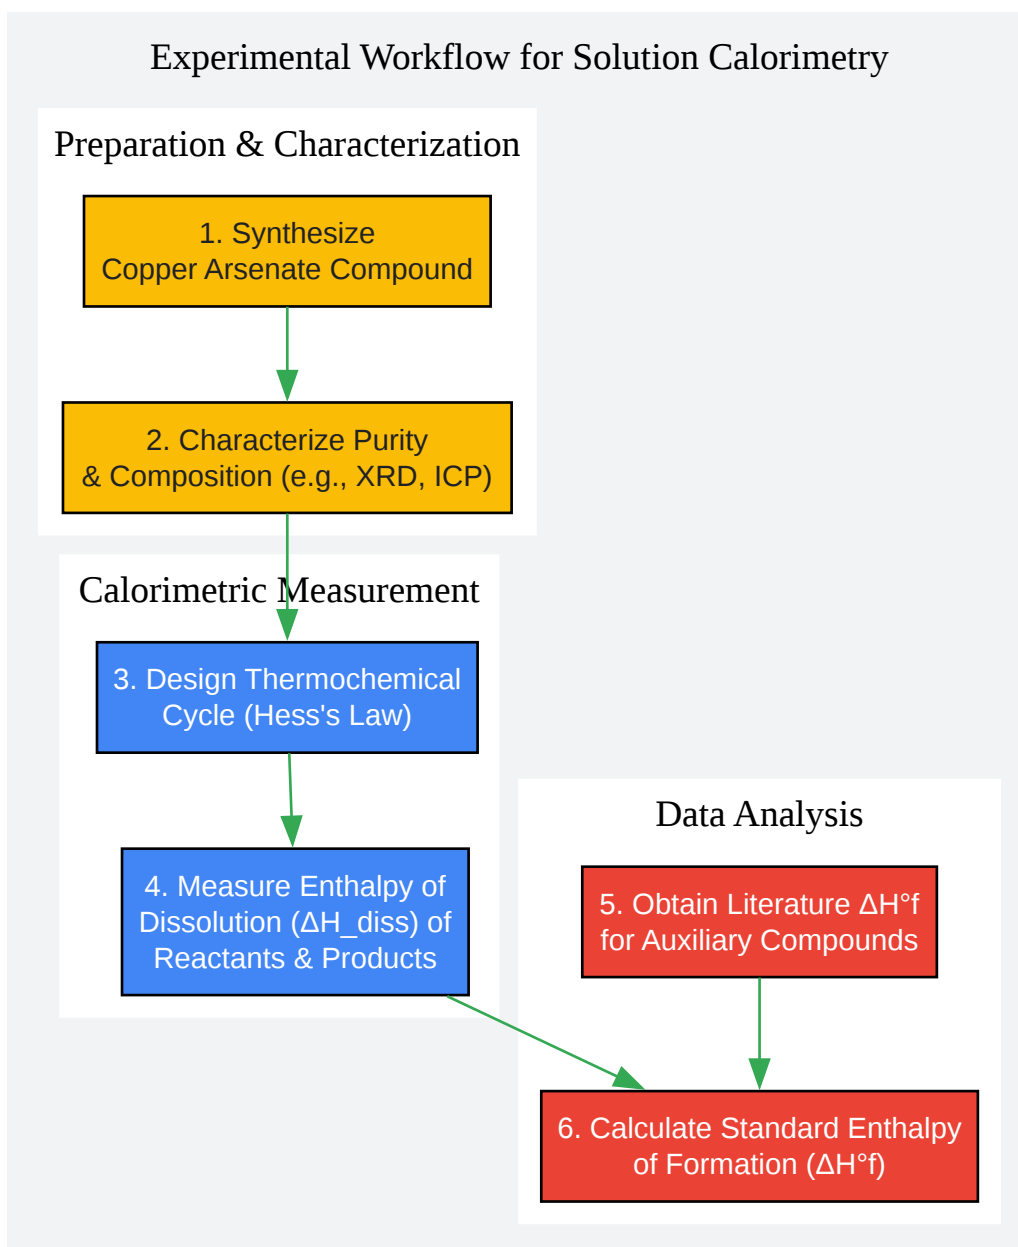 Experimental Workflow for Solution Calorimetry
Preparation & Characterization
1. Synthesize
Copper Arsenate Compound
2. Characterize Purity
& Composition (e.g., XRD, ICP)
Calorimetric Measurement
3. Design Thermochemical
Cycle (Hess's Law)
4. Measure Enthalpy of
Dissolution (ΔH_diss) of
Reactants & Products
Data Analysis
5. Obtain Literature ΔH°f
for Auxiliary Compounds
6. Calculate Standard Enthalpy
of Formation (ΔH°f)